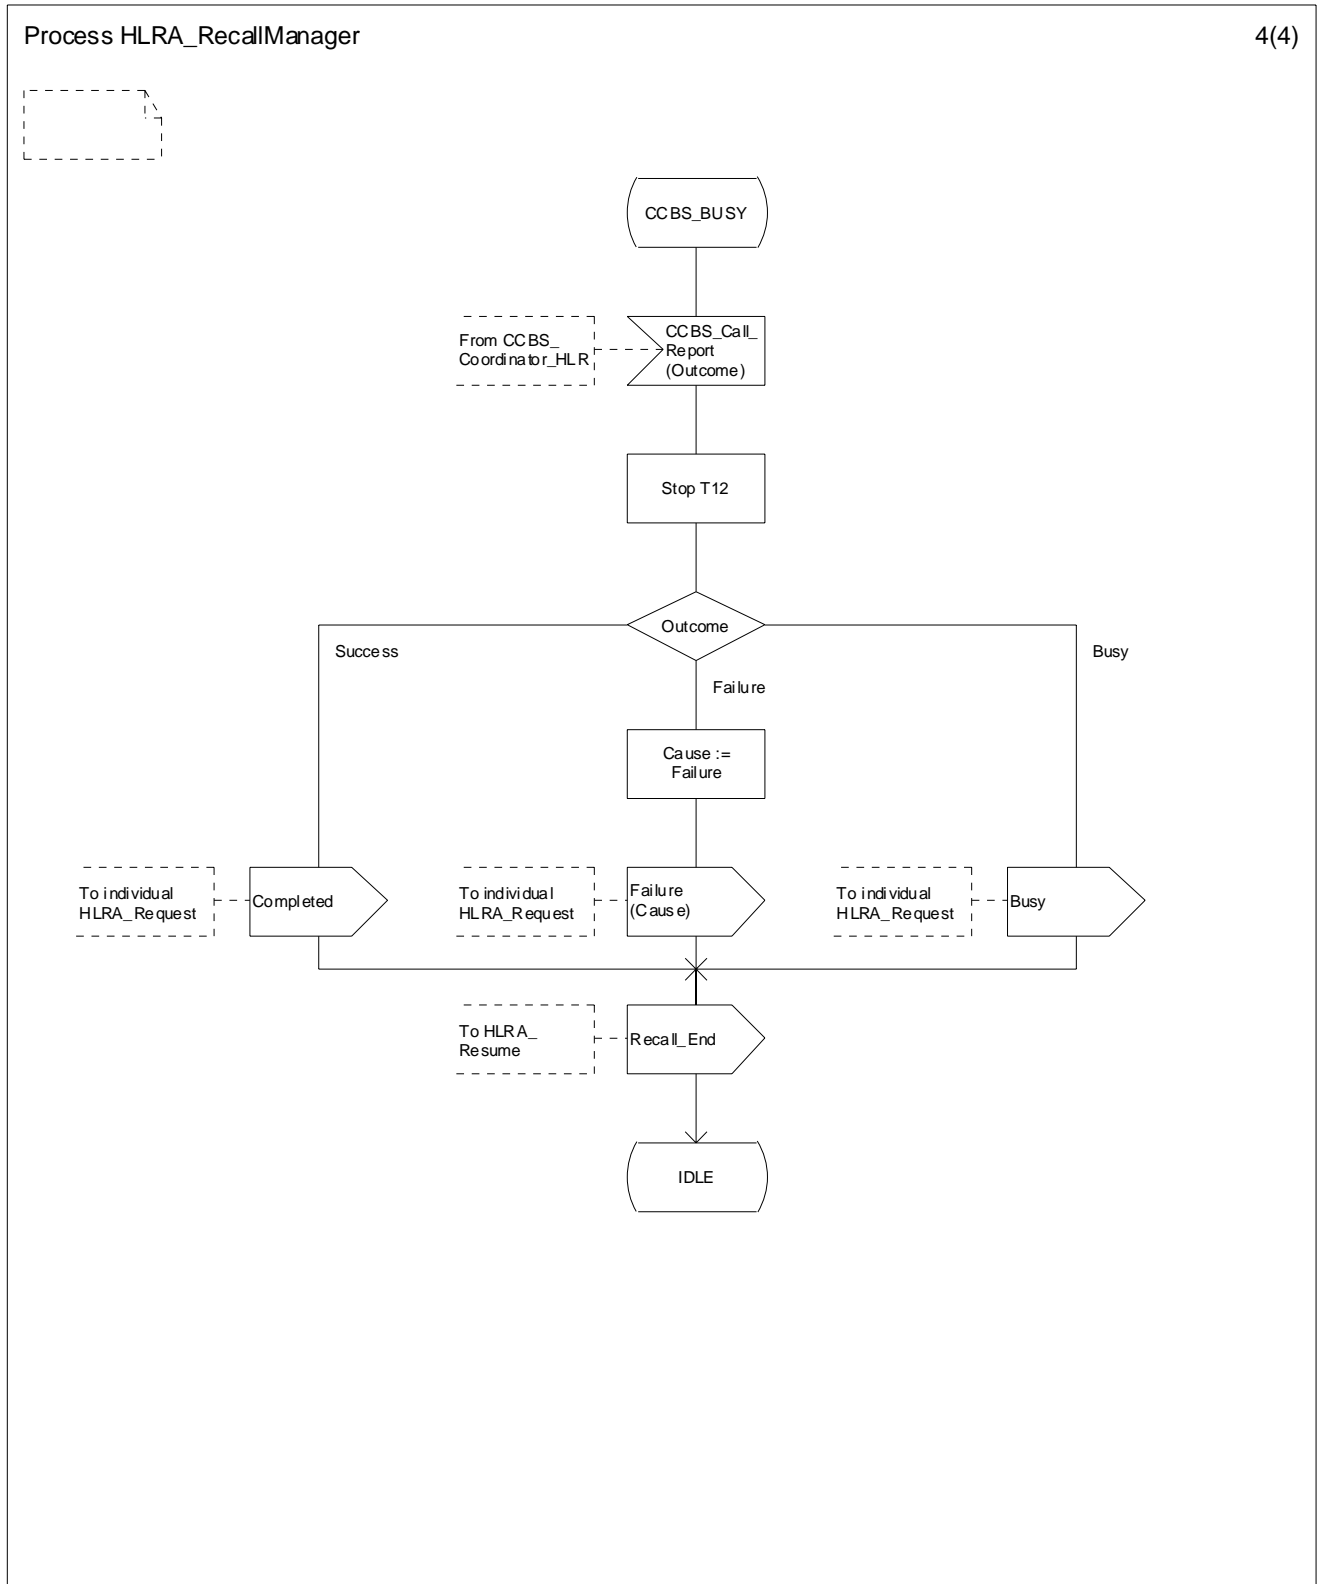 Process HLRA_RecallManager
4(4)
CCBS_BUSY
From CCBS_
Coordinator_HLR
CCBS_Call_
Report
(Outcome)
Stop T12
Outcome
Success
Busy
Failure
Cause :=
Failure
To individual
HLRA_Request
Completed
To individual
HLRA_Request
Failure
(Cause)
To individual
HLRA_Request
Busy
To HLRA_
Resume
Recall_End
IDLE